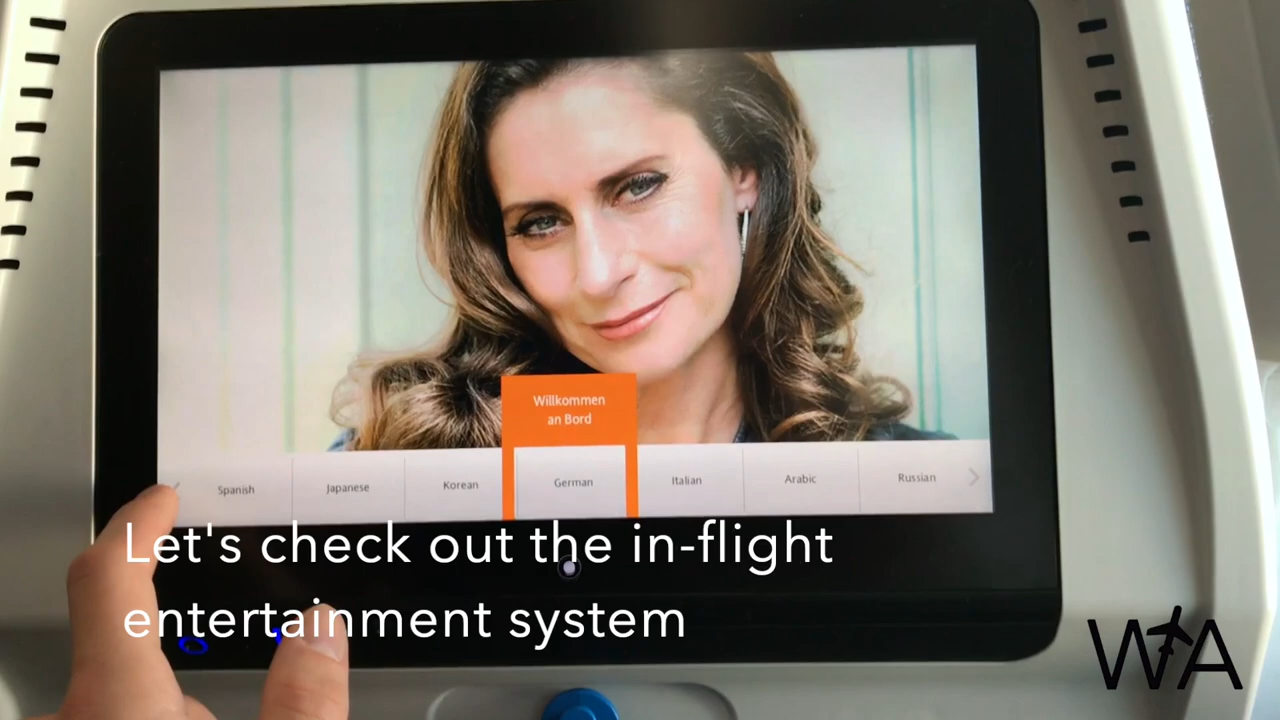 Willkommen
an Bord
Spanish
Japanese
Korean
German
Italian
Arabic
Russian
Let's check out the in-flight
entertainment system
WA